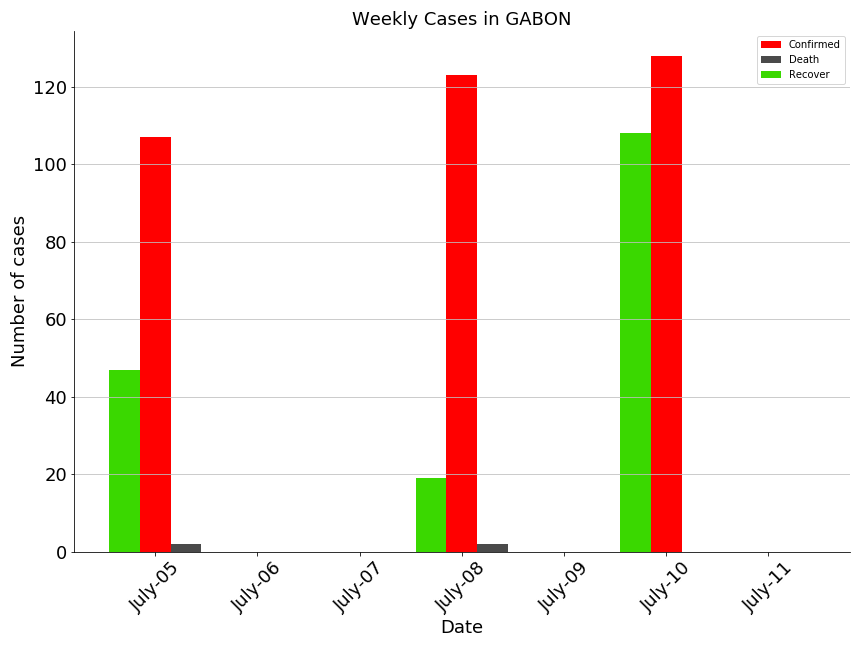 Weekly Cases in GABON
Confirmed
Death
Recover
Number of cases
120
100
80
60
40
20
0
July-05
July-06
July-07
July-08
July-09
July-10
July-11
Date